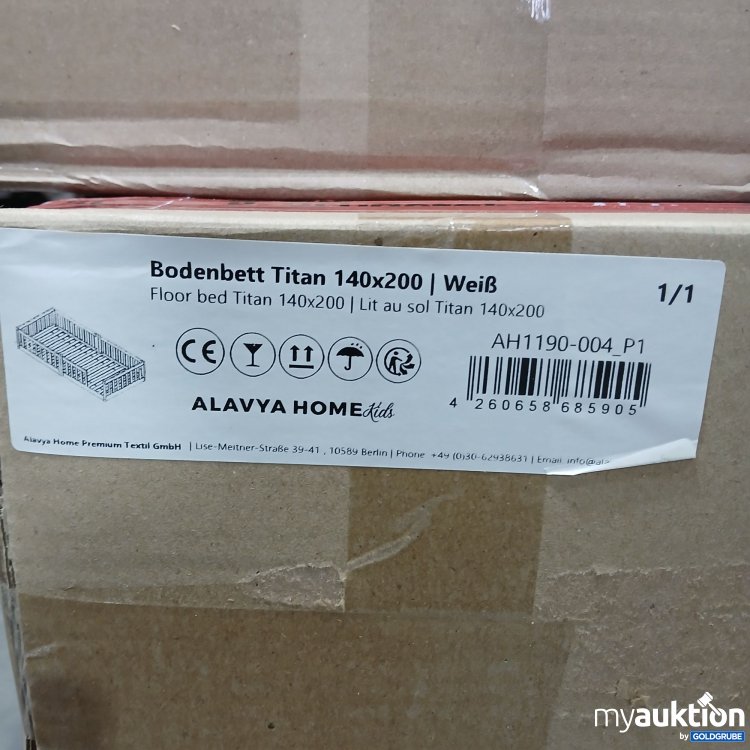 Bodenbett Titan 140x200 | Weiß
1/1
Floor bed Titan 140x200 | Lit au sol Titan 140x200
AH1190-004_P1
CE
ALAVYA HOME Kids
4 260658 685905
Alavya Home Premium Textil GmbH | Lise-Meitner-Straße 39-41 , 10589 Berlin | Phone +49 (0)30-62938631 | Email info@ala
myauktion
by GOLDGRUBE